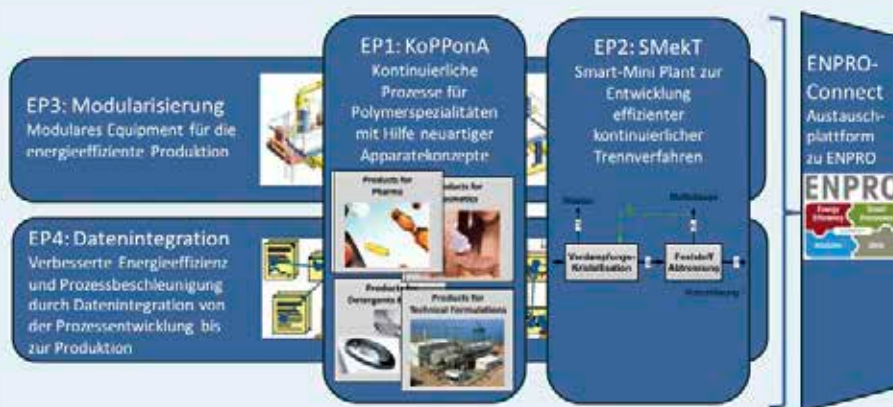 EP3: Modularisierung
Modulares Equipment für die
energieeffiziente Produktion
EP4: Datenintegration
Verbesserte Energieeffizienz
und Prozessbeschleunigung
durch Datenintegration von
der Prozessentwicklung bis
zur Produktion
EP1: KoPPonA
Kontinuierliche
Prozesse für
Polymerspezialitäten
mit Hilfe neuartiger
Apparatekonzepte
Products for
Pharma
Products for
Cosmetics
Products for
Detergents
Products for
Technical Formulations
EP2: SMekT
Smart-Mini Plant zur
Entwicklung
effizienter
kontinuierlicher
Trennverfahren
Verdampfungs-
Kristallisation
Feststoff
Abtrennung
ENPRO-
Connect
Austausch-
plattform
zu ENPRO
ENPRO
Energy
Efficiency